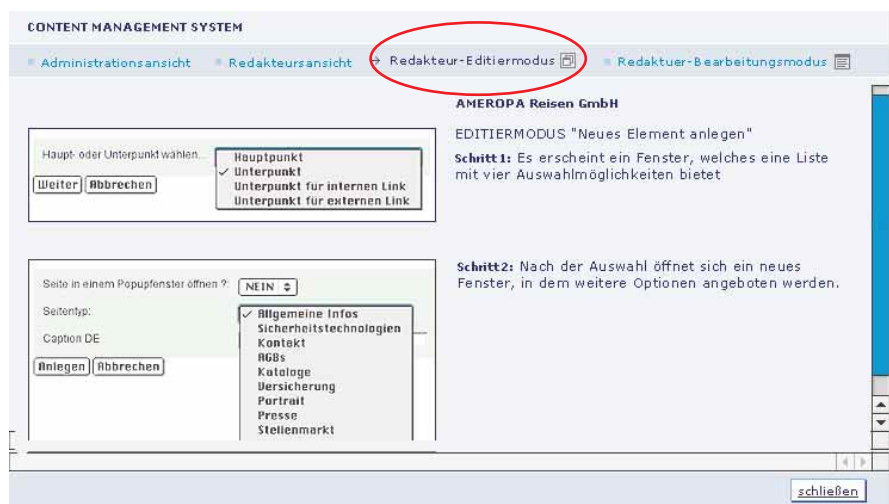 CONTENT MANAGEMENT SYSTEM
Administrationsansicht
Redakteursansicht
→ Redakteur-Editiermodus
Redaktuer-Bearbeitungsmodus
AMEROPA Reisen GmbH
EDITIERMODUS "Neues Element anlegen"
Schritt1: Es erscheint ein Fenster, welches eine Liste
mit vier Auswahlmöglichkeiten bietet
Haupt- oder Unterpunkt wählen...
Hauptpunkt
✓ Unterpunkt
Unterpunkt für internen Link
Unterpunkt für externen Link
Weiter Abbrechen
Schritt2: Nach der Auswahl öffnet sich ein neues
Fenster, in dem weitere Optionen angeboten werden.
Seite in einem Popupfenster öffnen ? NEIN
Seitentyp:
✓ Allgemeine Infos
Sicherheitstechnologien
Kontakt
AGBs
Kataloge
Versicherung
Portrait
Presse
Stellenmarkt
Caption DE
Anlegen Abbrechen
schließen